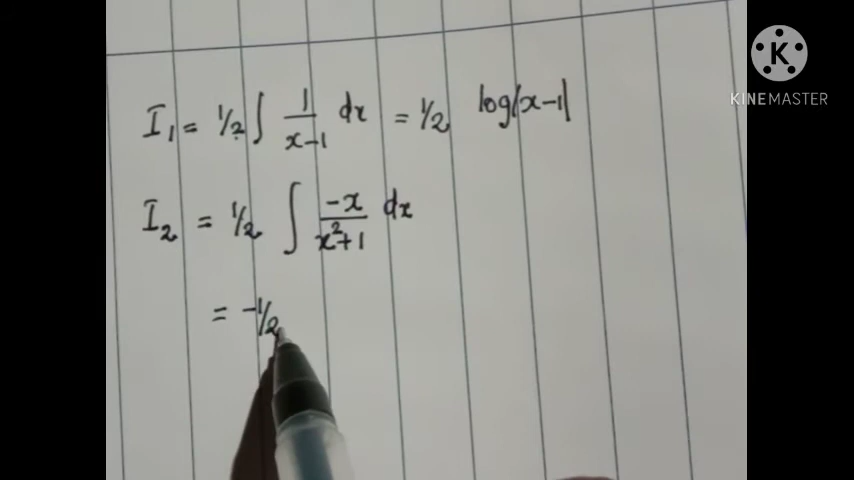 I₁ = 1/2 ∫ 1/(x-1) dx = 1/2 log|x-1|
I₂ = 1/2 ∫ -x/(x²+1) dx
= -1/2
K
KINEMASTER